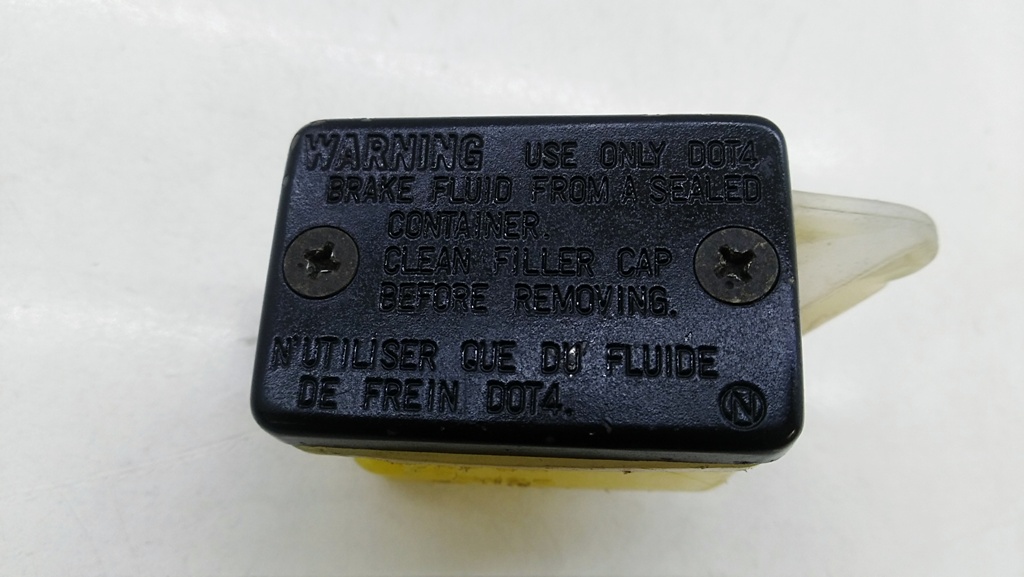 WARNING USE ONLY DOT4
BRAKE FLUID FROM A SEALED
CONTAINER.
CLEAN FILLER CAP
BEFORE REMOVING.
N'UTILISER QUE DU FLUIDE
DE FREIN DOT4.
N